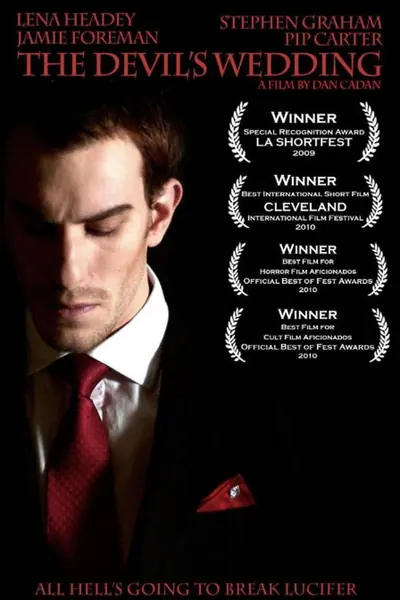 LENA HEADEY
STEPHEN GRAHAM
JAMIE FOREMAN
PIP CARTER
THE DEVIL'S WEDDING
A FILM BY DAN CADAN
WINNER
SPECIAL RECOGNITION AWARD
LA SHORTFEST
2009
WINNER
BEST INTERNATIONAL SHORT FILM
CLEVELAND
INTERNATIONAL FILM FESTIVAL
2010
WINNER
BEST FILM FOR
HORROR FILM AFICIONADOS
OFFICIAL BEST OF FEST AWARDS
2010
WINNER
BEST FILM FOR
CULT FILM AFICIONADOS
OFFICIAL BEST OF FEST AWARDS
2010
ALL HELL'S GOING TO BREAK LUCIFER